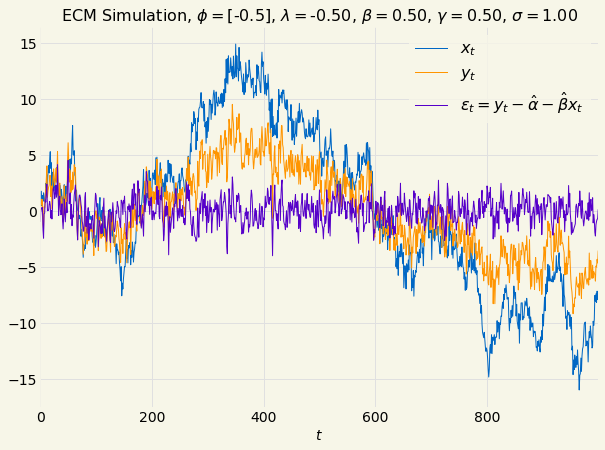 ECM Simulation, ϕ = [-0.5], λ = -0.50, β = 0.50, γ = 0.50, σ = 1.00
15
10
5
0
−5
−10
−15
x_t
y_t
ε_t = y_t − α̂ − β̂x_t
0 200 400 600 800
t